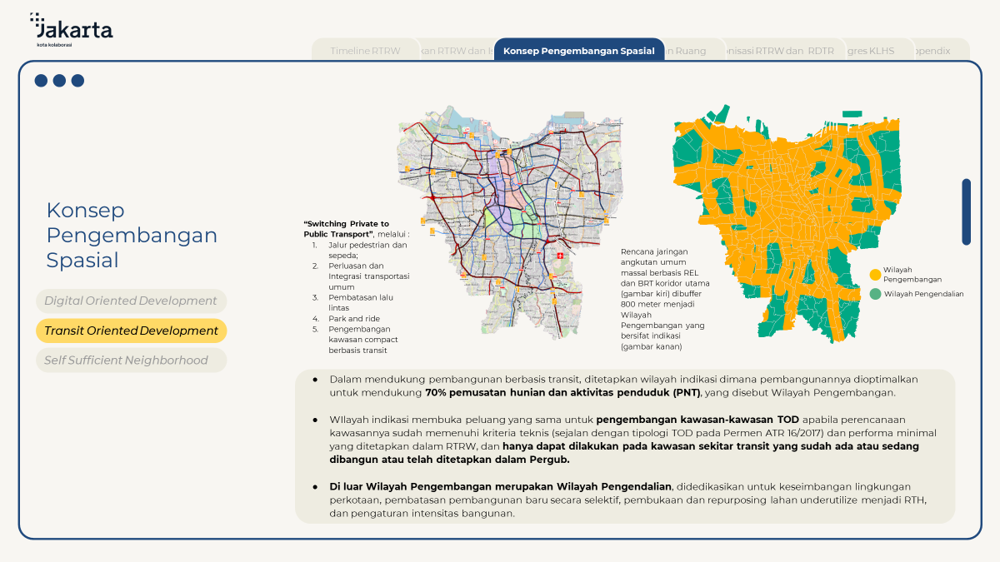 Jakarta
kota kolaborasi
Timeline RTRW
kan RTRW dan
Konsep Pengembangan Spasial
n Ruang
nisasi RTRW dan RDTR
gres KLHS
ppendix
Konsep
Pengembangan
Spasial
Digital Oriented Development
Transit Oriented Development
Self Sufficient Neighborhood
“Switching Private to
Public Transport”, melalui :
1. Jalur pedestrian dan
sepeda;
2. Perluasan dan
Integrasi transportasi
umum
3. Pembatasan lalu
lintas
4. Park and ride
5. Pengembangan
kawasan compact
berbasis transit
Rencana jaringan
angkutan umum
massal berbasis REL
dan BRT koridor utama
(gambar kiri) dibuffer
800 meter menjadi
Wilayah
Pengembangan yang
bersifat indikasi
(gambar kanan)
Wilayah
Pengembangan
Wilayah Pengendalian
● Dalam mendukung pembangunan berbasis transit, ditetapkan wilayah indikasi dimana pembangunannya dioptimalkan
untuk mendukung 70% pemusatan hunian dan aktivitas penduduk (PNT), yang disebut Wilayah Pengembangan.
● WIlayah indikasi membuka peluang yang sama untuk pengembangan kawasan-kawasan TOD apabila perencanaan
kawasannya sudah memenuhi kriteria teknis (sejalan dengan tipologi TOD pada Permen ATR 16/2017) dan performa minimal
yang ditetapkan dalam RTRW, dan hanya dapat dilakukan pada kawasan sekitar transit yang sudah ada atau sedang
dibangun atau telah ditetapkan dalam Pergub.
● Di luar Wilayah Pengembangan merupakan Wilayah Pengendalian, didedikasikan untuk keseimbangan lingkungan
perkotaan, pembatasan pembangunan baru secara selektif, pembukaan dan repurposing lahan underutilize menjadi RTH,
dan pengaturan intensitas bangunan.